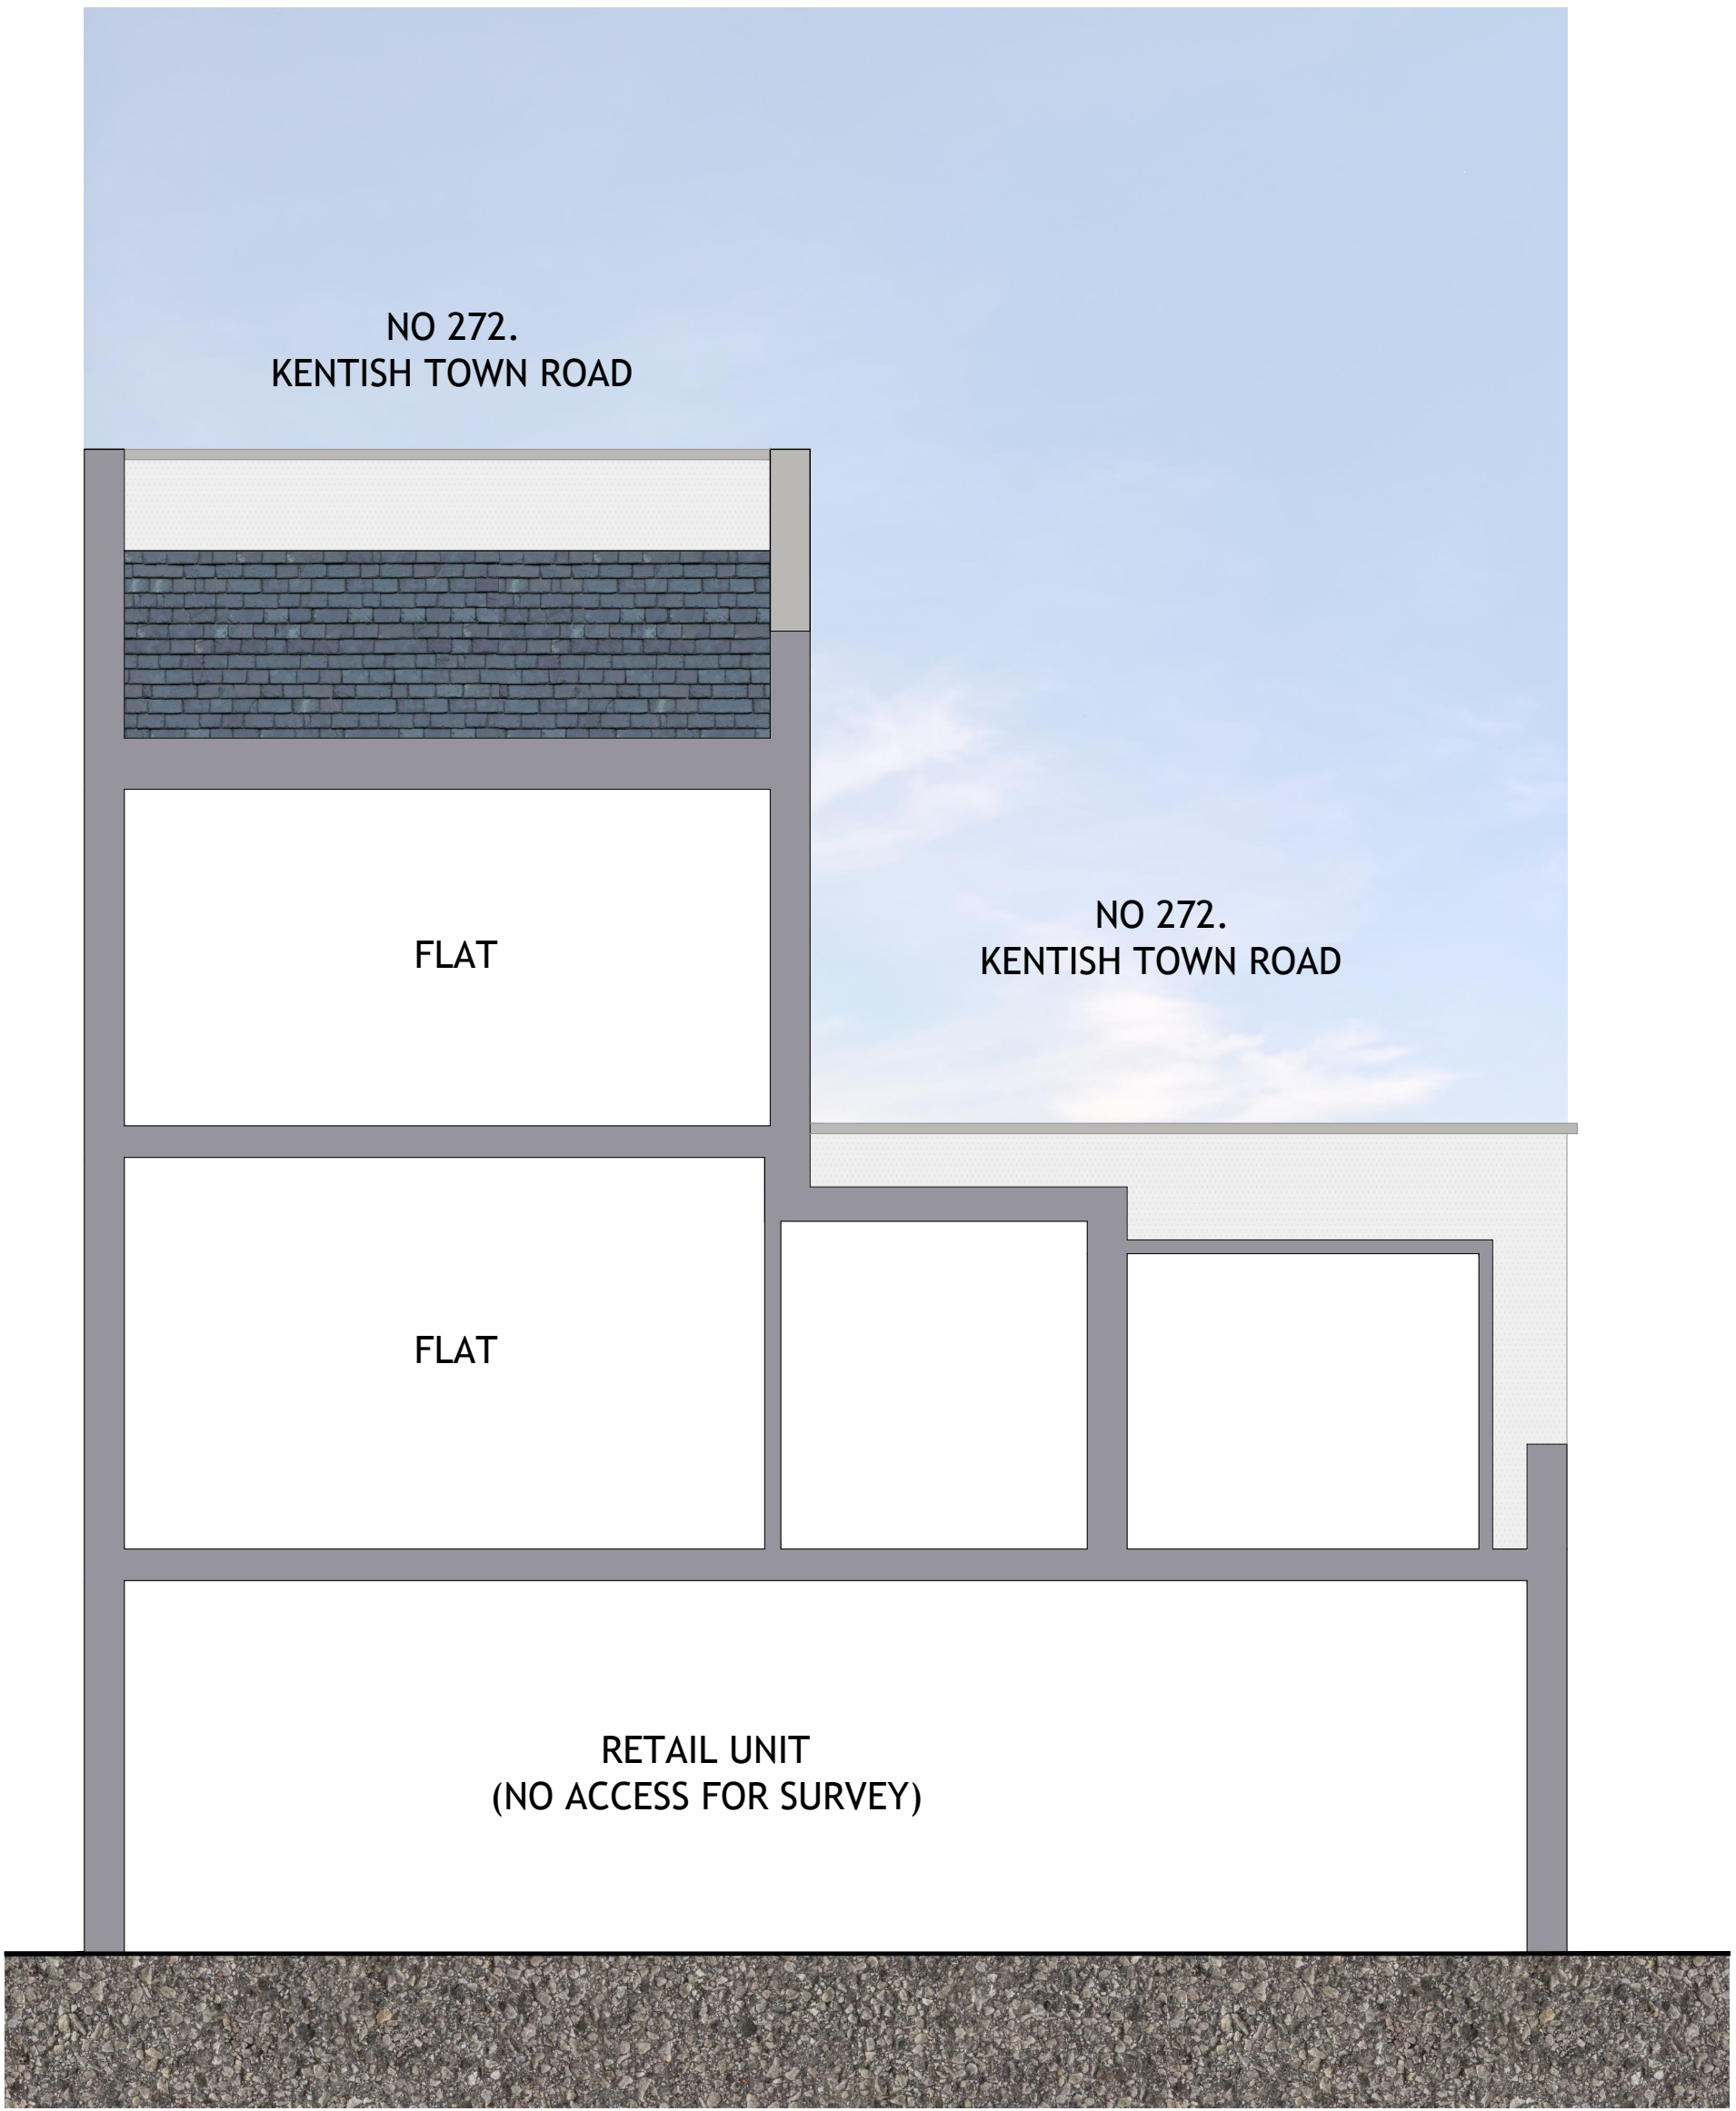 NO 272.
KENTISH TOWN ROAD
FLAT
NO 272.
KENTISH TOWN ROAD
FLAT
RETAIL UNIT
(NO ACCESS FOR SURVEY)